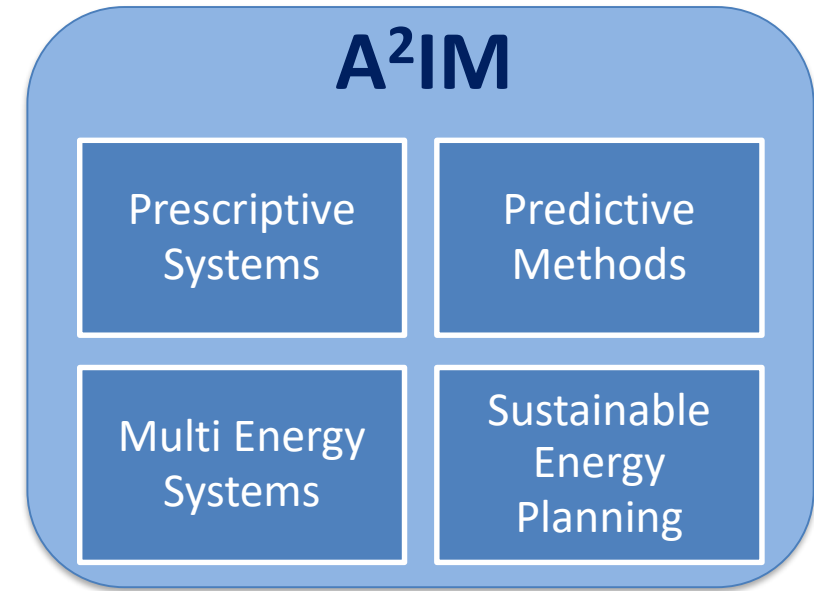 A²IM
Prescriptive
Systems
Predictive
Methods
Multi Energy
Systems
Sustainable
Energy
Planning